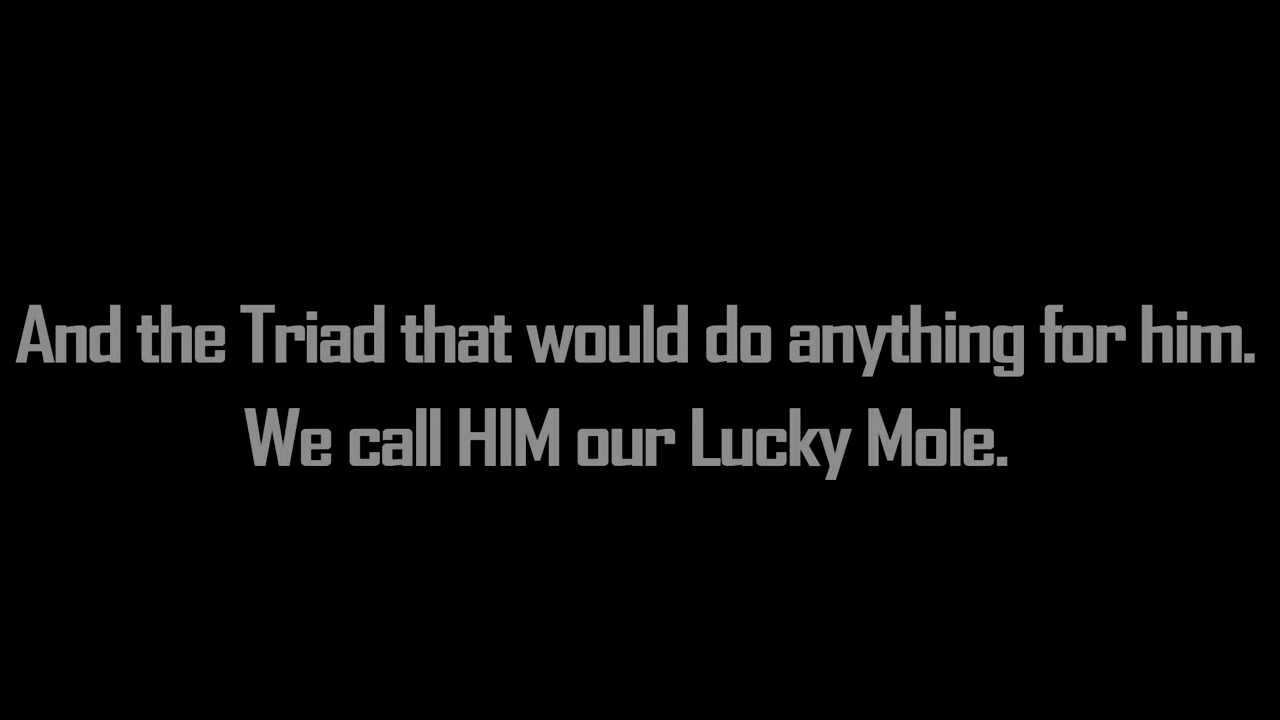 And the Triad that would do anything for him.
We call HIM our Lucky Mole.